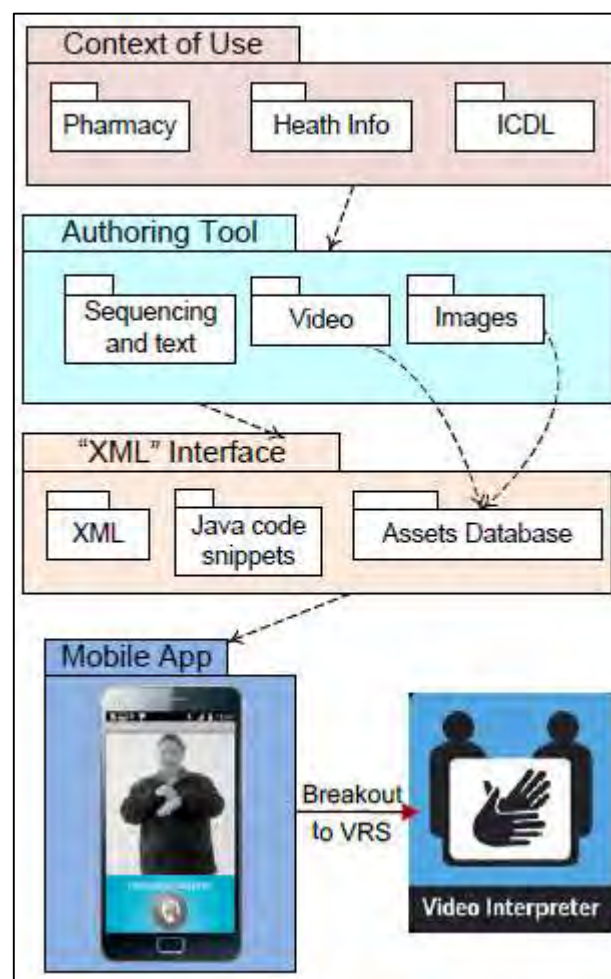 Context of Use
Pharmacy
Heath Info
ICDL
Authoring Tool
Sequencing
and text
Video
Images
“XML” Interface
XML
Java code
snippets
Assets Database
Mobile App
Breakout
to VRS
Video Interpreter